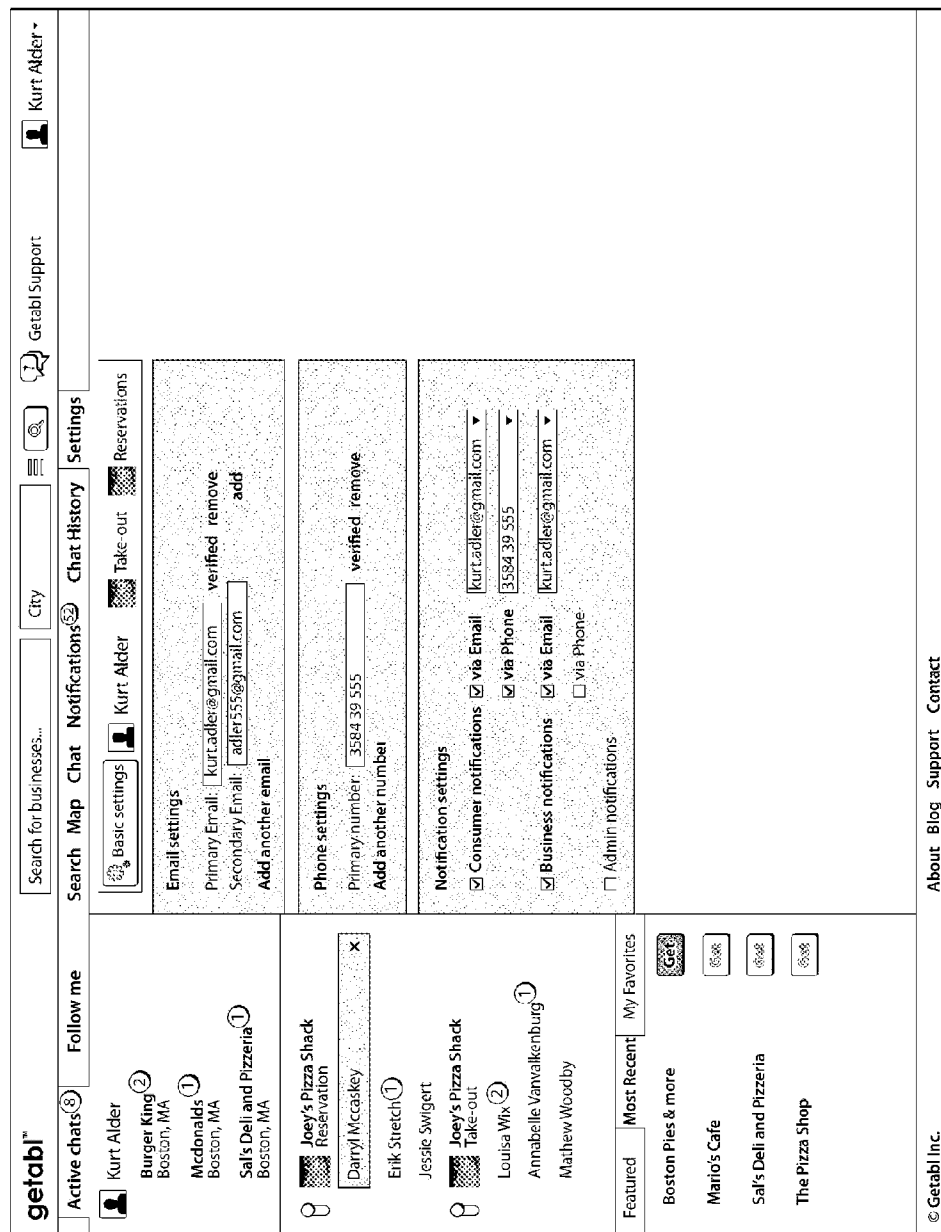 getabl™
Search for businesses...
City
Getabl Support
Kurt Alder
Active chats 8
Follow me
Search Map Chat Notifications 52 Chat History Settings
Kurt Alder
Burger King 2
Boston, MA
Mcdonalds 1
Boston, MA
Sal's Deli and Pizzeria 1
Boston, MA
Joey's Pizza Shack
Reservation
Darryl Mccaskey ×
Erik Stretch 1
Jessie Swigert
Joey's Pizza Shack
Take-out
Louisa Wix 2
Annabelle Vanvalkenburg 1
Mathew Woodby
Featured Most Recent My Favorites
Boston Pies & more Get
Mario's Cafe Get
Sal's Deli and Pizzeria Get
The Pizza Shop Get
Basic settings Kurt Alder Take-out Reservations
Email settings
Primary Email: kurt.adler@gmail.com verified remove
Secondary Email: adler555@gmail.com add
Add another email
Phone settings
Primary number: 3584 39 555 verified remove
Add another number
Notification settings
Consumer notifications via Email kurt.adler@gmail.com
via Phone 3584 39 555
Business notifications via Email kurt.adler@gmail.com
via Phone
Admin notifications
© Getabl Inc.
About Blog Support Contact